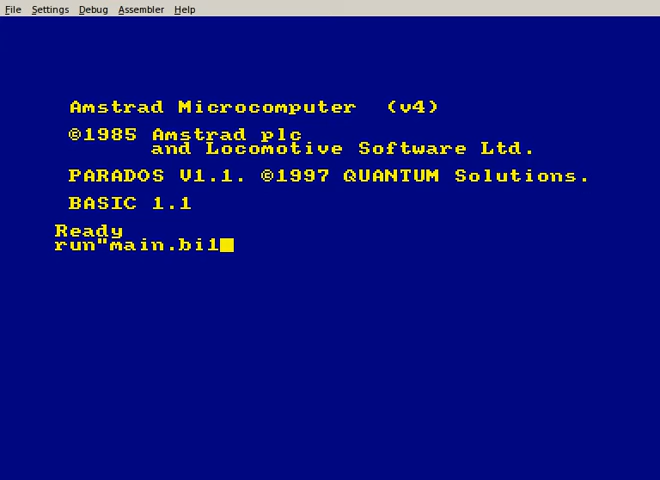 File Settings Debug Assembler Help
Amstrad Microcomputer (v4)
©1985 Amstrad plc
and Locomotive Software Ltd.
PARADOS V1.1. ©1997 QUANTUM Solutions.
BASIC 1.1
Ready
run"main.bi1